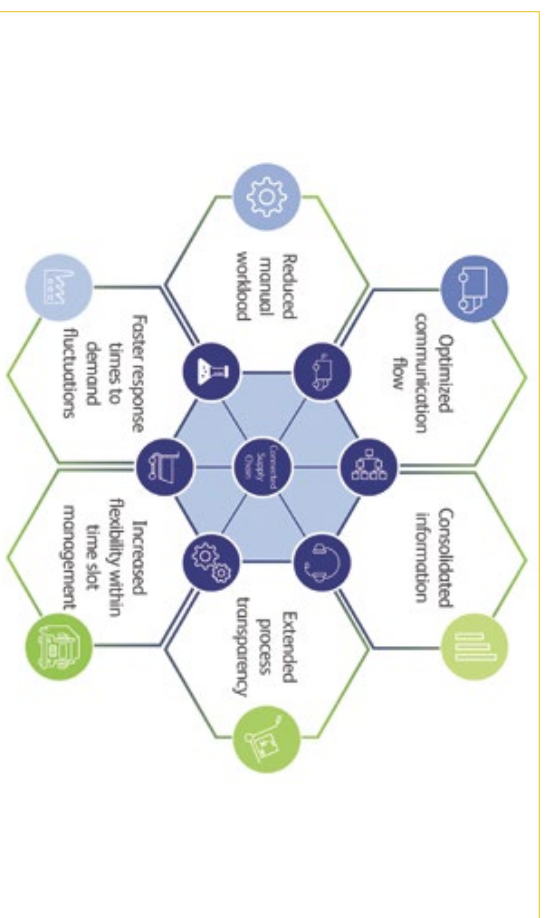 Optimized
communication
flow
Consolidated
information
Reduced
manual
workload
Connected
Supply
Chain
Extended
process
transparency
Faster response
times to
demand
fluctuations
Increased
flexibility within
time slot
management